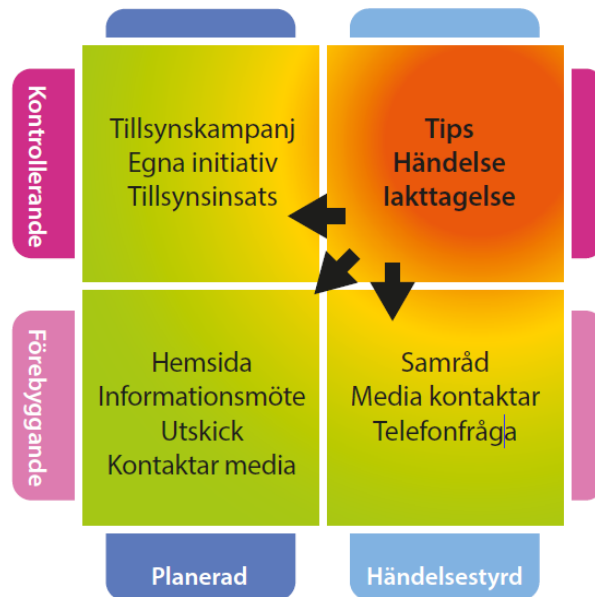 Kontrollerande
Tillsynskampanj
Egna initiativ
Tillsynsinsats
Tips
Händelse
Iakttagelse
Förebyggande
Hemsida
Informationsmöte
Utskick
Kontaktar media
Samråd
Media kontaktar
Telefonfråga
Planerad
Händelsestyrd